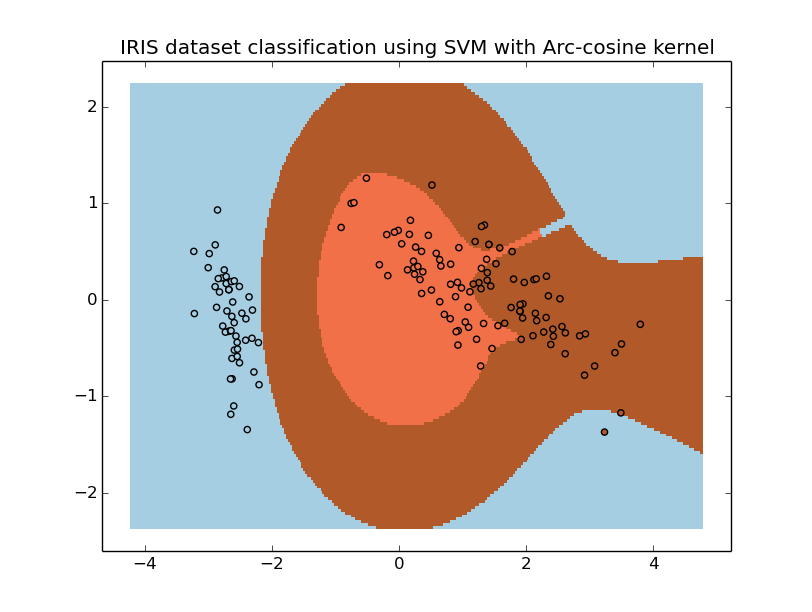 IRIS dataset classification using SVM with Arc-cosine kernel
2
1
0
−1
−2
−4 −2 0 2 4